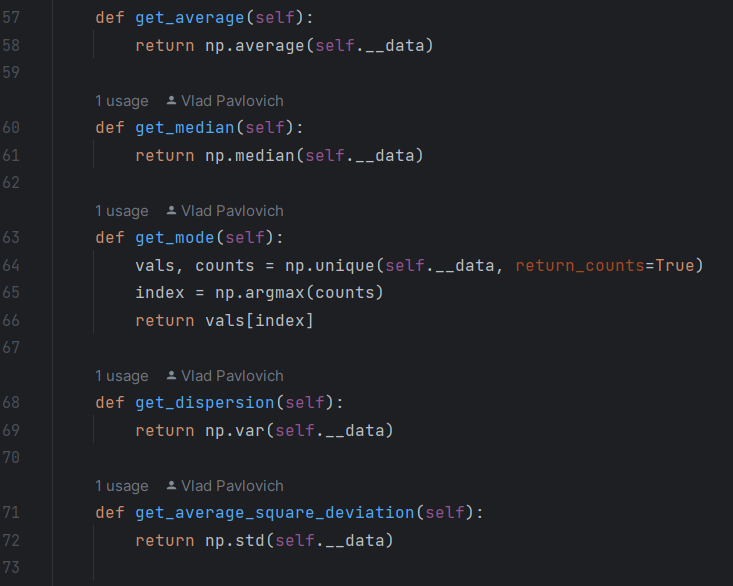 57 def get_average(self):
58 return np.average(self.__data)
59
1 usage Vlad Pavlovich
60 def get_median(self):
61 return np.median(self.__data)
62
1 usage Vlad Pavlovich
63 def get_mode(self):
64 vals, counts = np.unique(self.__data, return_counts=True)
65 index = np.argmax(counts)
66 return vals[index]
67
1 usage Vlad Pavlovich
68 def get_dispersion(self):
69 return np.var(self.__data)
70
1 usage Vlad Pavlovich
71 def get_average_square_deviation(self):
72 return np.std(self.__data)
73